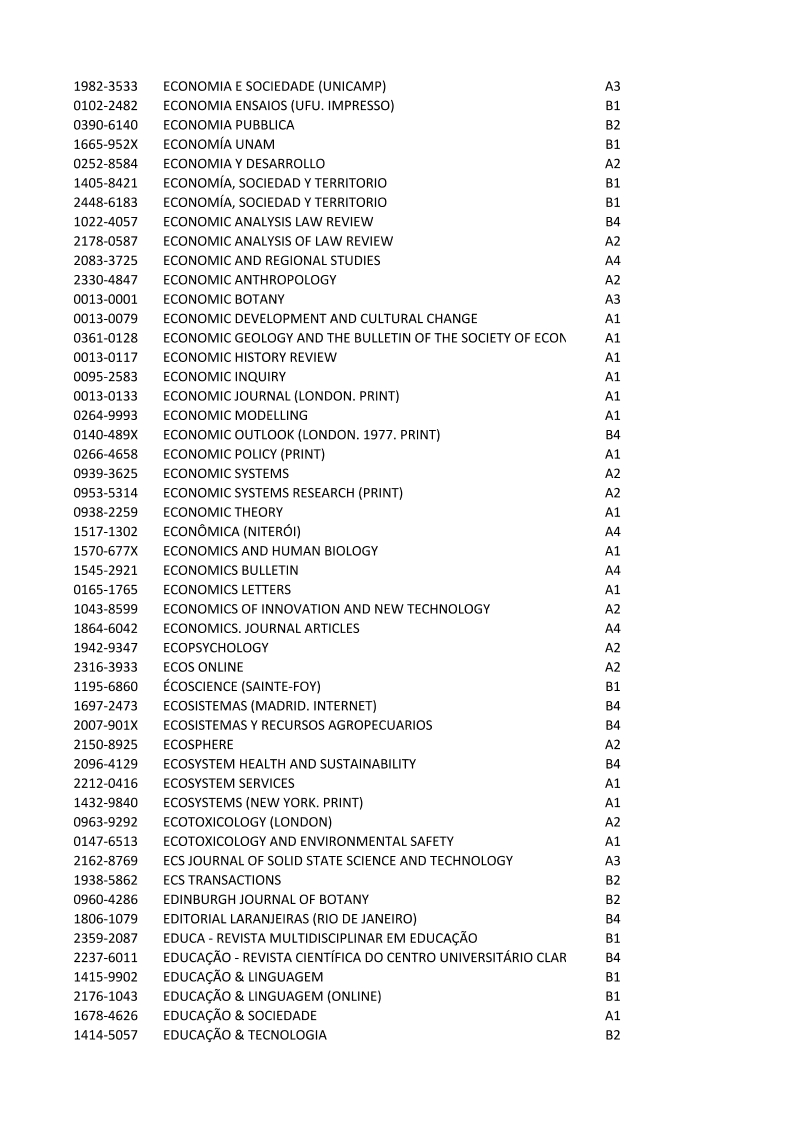 1982-3533 ECONOMIA E SOCIEDADE (UNICAMP) A3
0102-2482 ECONOMIA ENSAIOS (UFU. IMPRESSO) B1
0390-6140 ECONOMIA PUBBLICA B2
1665-952X ECONOMÍA UNAM B1
0252-8584 ECONOMIA Y DESARROLLO A2
1405-8421 ECONOMÍA, SOCIEDAD Y TERRITORIO B1
2448-6183 ECONOMÍA, SOCIEDAD Y TERRITORIO B1
1022-4057 ECONOMIC ANALYSIS LAW REVIEW B4
2178-0587 ECONOMIC ANALYSIS OF LAW REVIEW A2
2083-3725 ECONOMIC AND REGIONAL STUDIES A4
2330-4847 ECONOMIC ANTHROPOLOGY A2
0013-0001 ECONOMIC BOTANY A3
0013-0079 ECONOMIC DEVELOPMENT AND CULTURAL CHANGE A1
0361-0128 ECONOMIC GEOLOGY AND THE BULLETIN OF THE SOCIETY OF ECON A1
0013-0117 ECONOMIC HISTORY REVIEW A1
0095-2583 ECONOMIC INQUIRY A1
0013-0133 ECONOMIC JOURNAL (LONDON. PRINT) A1
0264-9993 ECONOMIC MODELLING A1
0140-489X ECONOMIC OUTLOOK (LONDON. 1977. PRINT) B4
0266-4658 ECONOMIC POLICY (PRINT) A1
0939-3625 ECONOMIC SYSTEMS A2
0953-5314 ECONOMIC SYSTEMS RESEARCH (PRINT) A2
0938-2259 ECONOMIC THEORY A1
1517-1302 ECONÔMICA (NITERÓI) A4
1570-677X ECONOMICS AND HUMAN BIOLOGY A1
1545-2921 ECONOMICS BULLETIN A4
0165-1765 ECONOMICS LETTERS A1
1043-8599 ECONOMICS OF INNOVATION AND NEW TECHNOLOGY A2
1864-6042 ECONOMICS. JOURNAL ARTICLES A4
1942-9347 ECOPSYCHOLOGY A2
2316-3933 ECOS ONLINE A2
1195-6860 ÉCOSCIENCE (SAINTE-FOY) B1
1697-2473 ECOSISTEMAS (MADRID. INTERNET) B4
2007-901X ECOSISTEMAS Y RECURSOS AGROPECUARIOS B4
2150-8925 ECOSPHERE A2
2096-4129 ECOSYSTEM HEALTH AND SUSTAINABILITY B4
2212-0416 ECOSYSTEM SERVICES A1
1432-9840 ECOSYSTEMS (NEW YORK. PRINT) A1
0963-9292 ECOTOXICOLOGY (LONDON) A2
0147-6513 ECOTOXICOLOGY AND ENVIRONMENTAL SAFETY A1
2162-8769 ECS JOURNAL OF SOLID STATE SCIENCE AND TECHNOLOGY A3
1938-5862 ECS TRANSACTIONS B2
0960-4286 EDINBURGH JOURNAL OF BOTANY B2
1806-1079 EDITORIAL LARANJEIRAS (RIO DE JANEIRO) B4
2359-2087 EDUCA - REVISTA MULTIDISCIPLINAR EM EDUCAÇÃO B1
2237-6011 EDUCAÇÃO - REVISTA CIENTÍFICA DO CENTRO UNIVERSITÁRIO CLAR B4
1415-9902 EDUCAÇÃO & LINGUAGEM B1
2176-1043 EDUCAÇÃO & LINGUAGEM (ONLINE) B1
1678-4626 EDUCAÇÃO & SOCIEDADE A1
1414-5057 EDUCAÇÃO & TECNOLOGIA B2